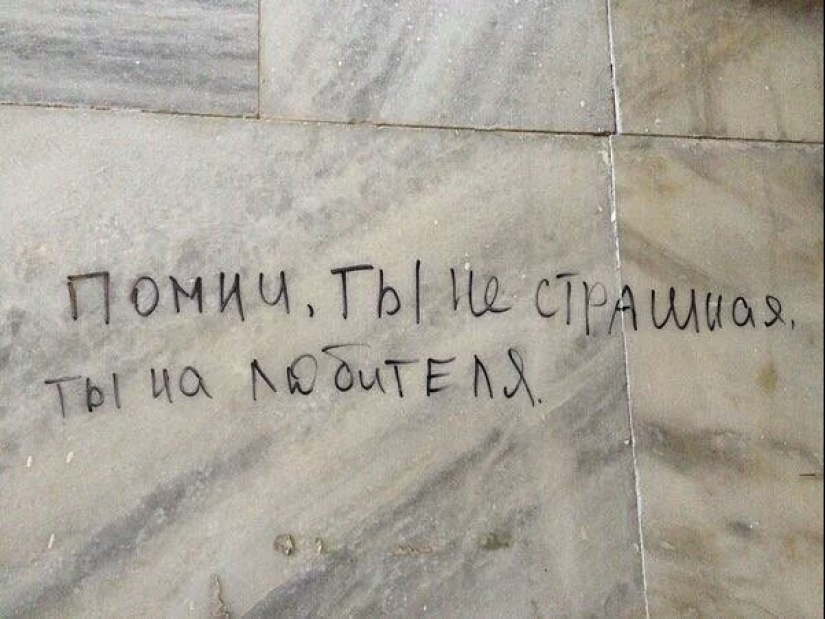 Помни, ты не страшная,
ты на любителя.